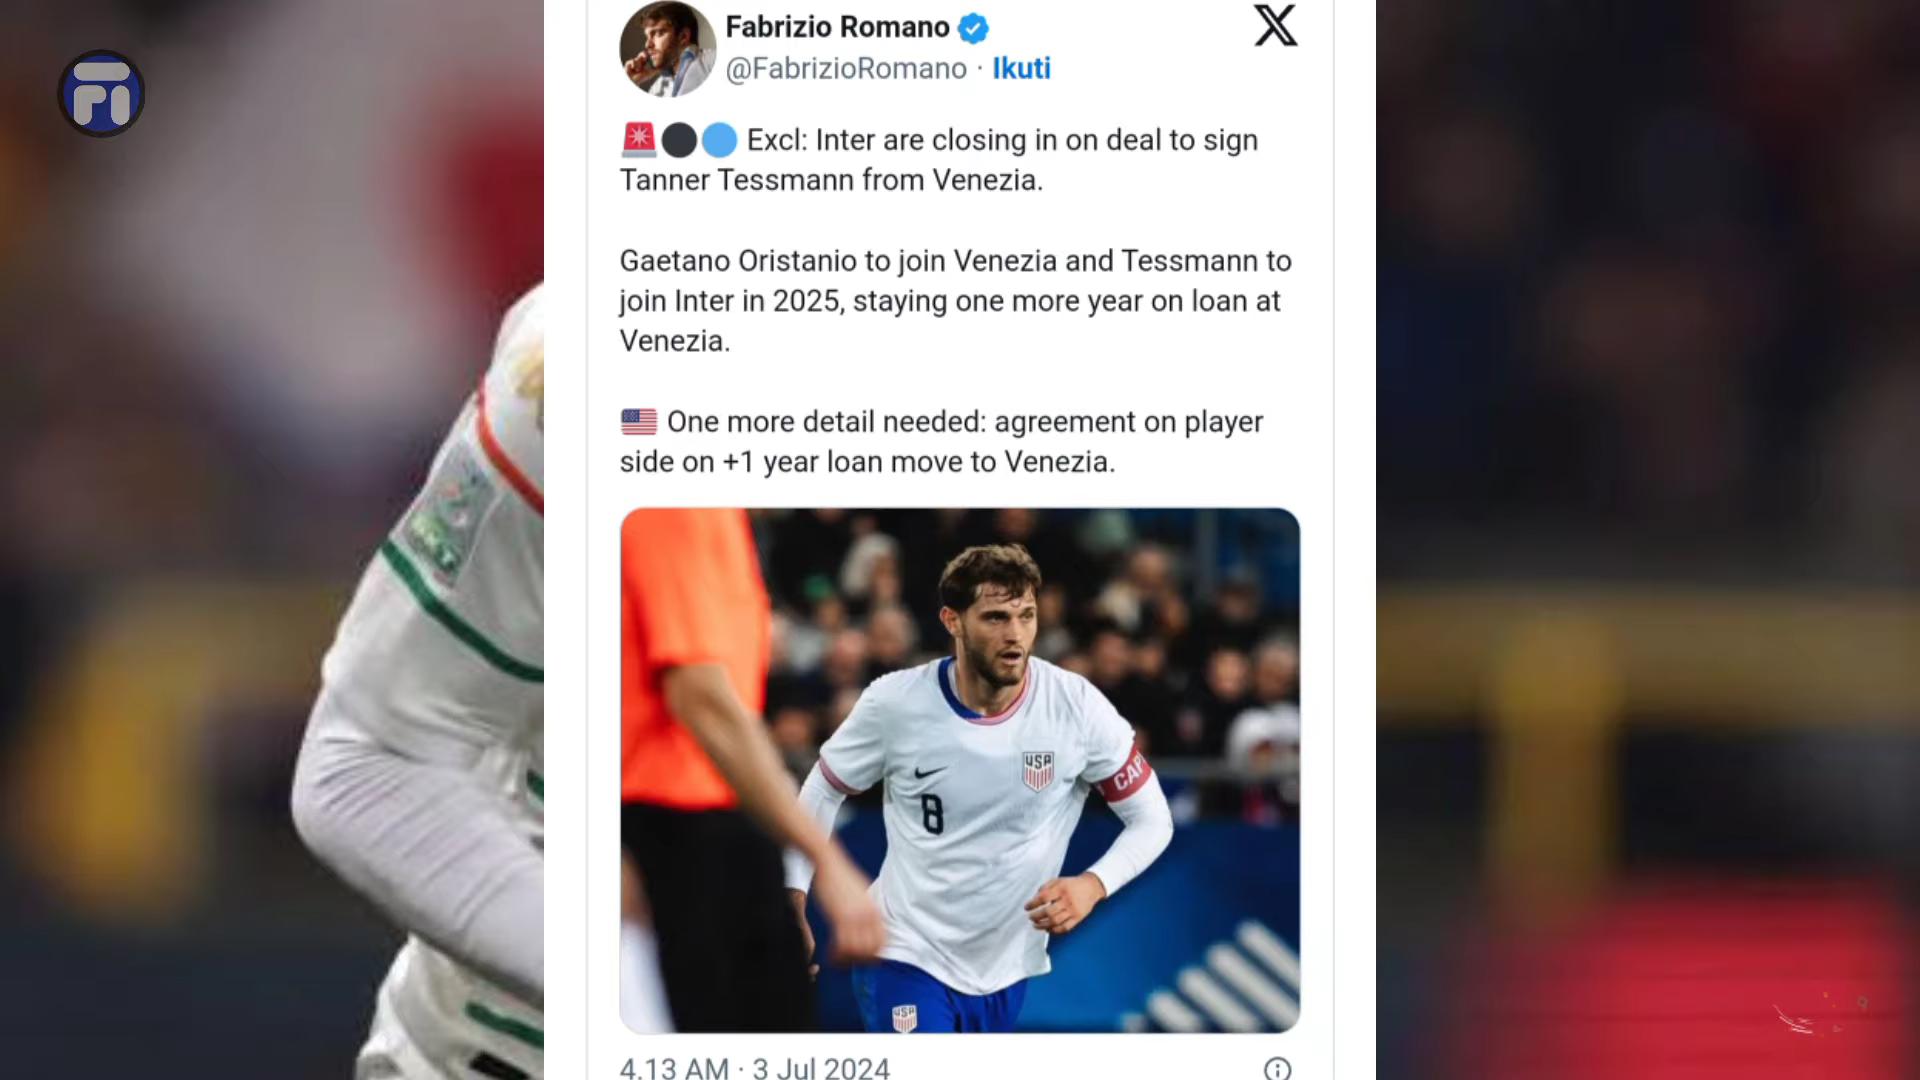 Fabrizio Romano
@FabrizioRomano · Ikuti
Excl: Inter are closing in on deal to sign
Tanner Tessmann from Venezia.
Gaetano Oristanio to join Venezia and Tessmann to
join Inter in 2025, staying one more year on loan at
Venezia.
One more detail needed: agreement on player
side on +1 year loan move to Venezia.
USA
CAP
8
USA
4.13 AM · 3 Jul 2024